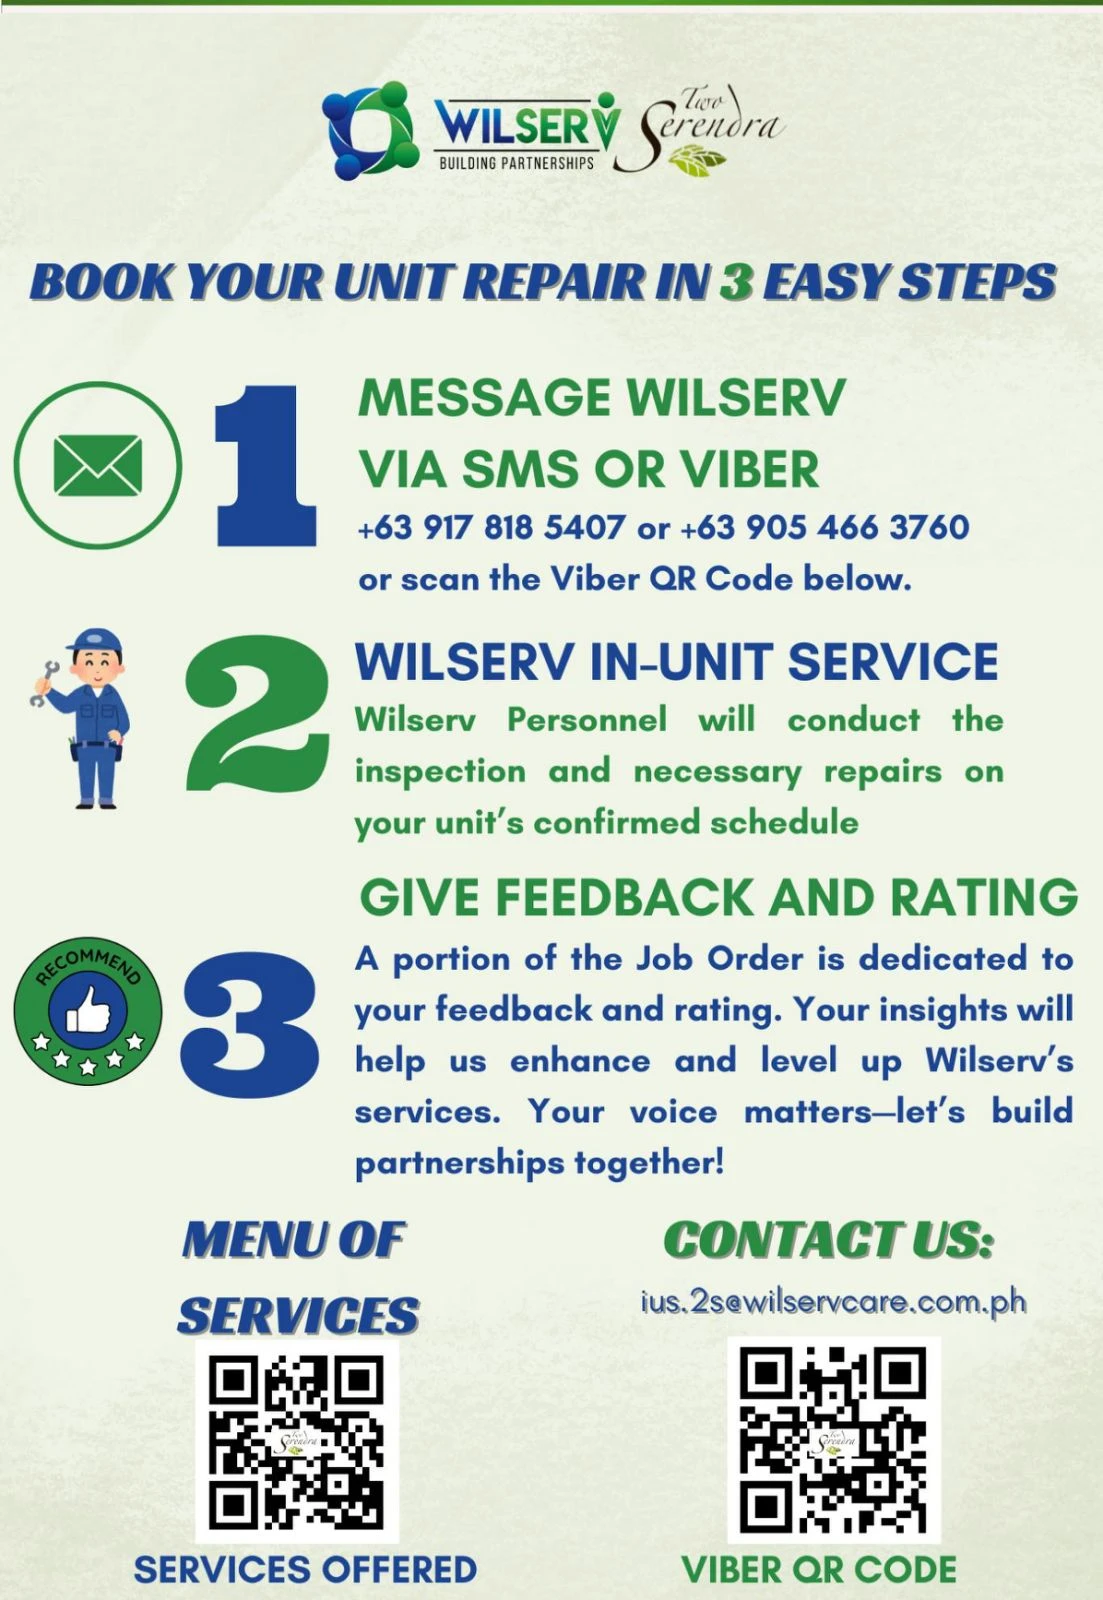 WILSERV
BUILDING PARTNERSHIPS
Two
Serendra
BOOK YOUR UNIT REPAIR IN 3 EASY STEPS
1
MESSAGE WILSERV
VIA SMS OR VIBER
+63 917 818 5407 or +63 905 466 3760
or scan the Viber QR Code below.
2
WILSERV IN-UNIT SERVICE
Wilserv Personnel will conduct the
inspection and necessary repairs on
your unit's confirmed schedule
RECOMMEND
3
GIVE FEEDBACK AND RATING
A portion of the Job Order is dedicated to
your feedback and rating. Your insights will
help us enhance and level up Wilserv's
services. Your voice matters—let's build
partnerships together!
MENU OF
SERVICES
Two
Serendra
SERVICES OFFERED
CONTACT US:
ius.2s@wilservcare.com.ph
Two
Serendra
VIBER QR CODE